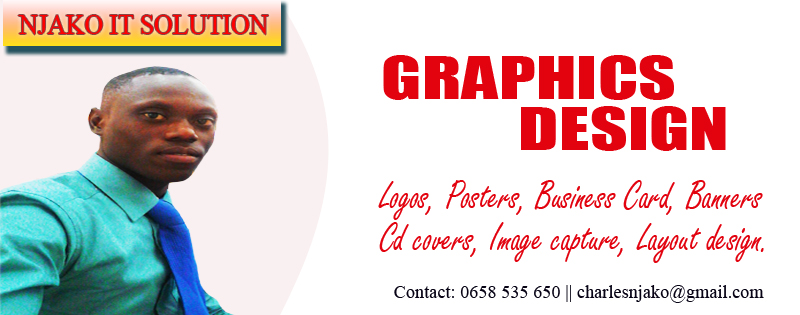 NJAKO IT SOLUTION
GRAPHICS
DESIGN
Logos, Posters, Business Card, Banners
Cd covers, Image capture, Layout design.
Contact: 0658 535 650 || charlesnjako@gmail.com